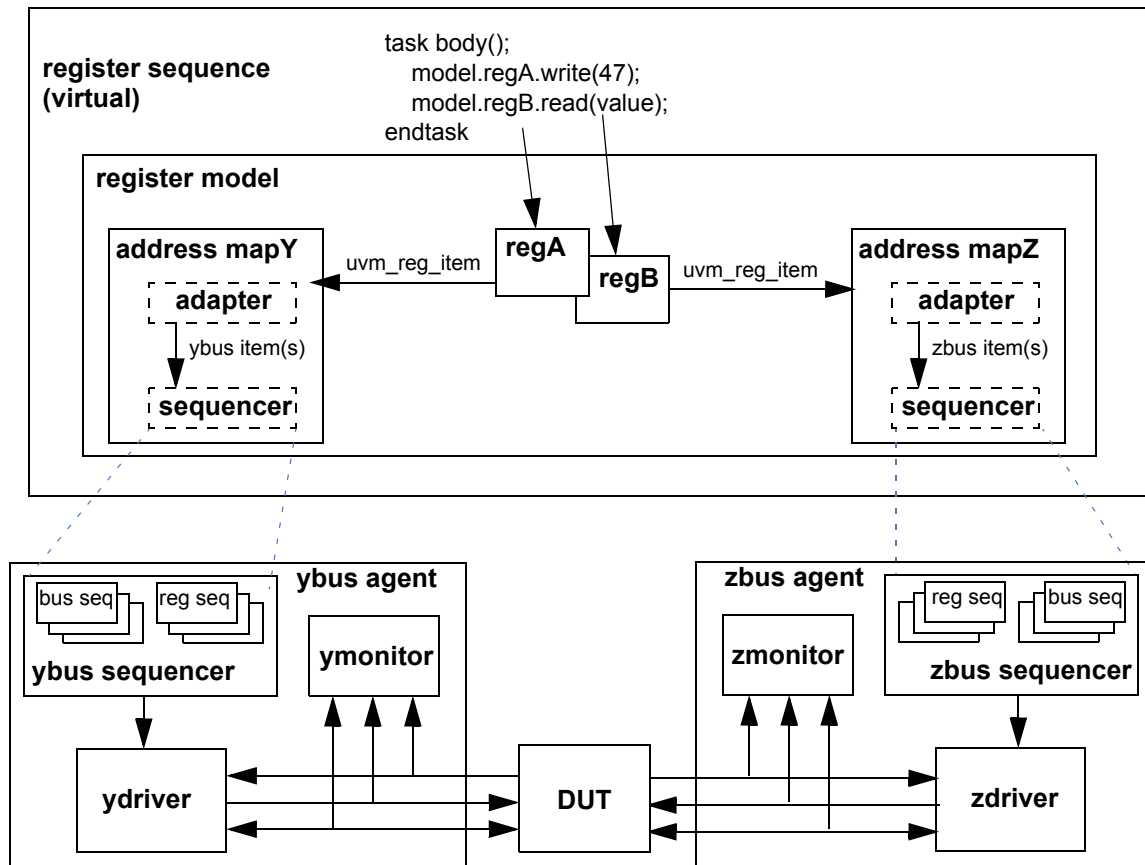 task body();
model.regA.write(47);
model.regB.read(value);
endtask
register sequence
(virtual)
register model
address mapY
adapter
ybus item(s)
sequencer
uvm_reg_item
regA
regB
uvm_reg_item
address mapZ
adapter
zbus item(s)
sequencer
ybus agent
bus seq
reg seq
ybus sequencer
ymonitor
ydriver
DUT
zbus agent
reg seq
bus seq
zbus sequencer
zmonitor
zdriver